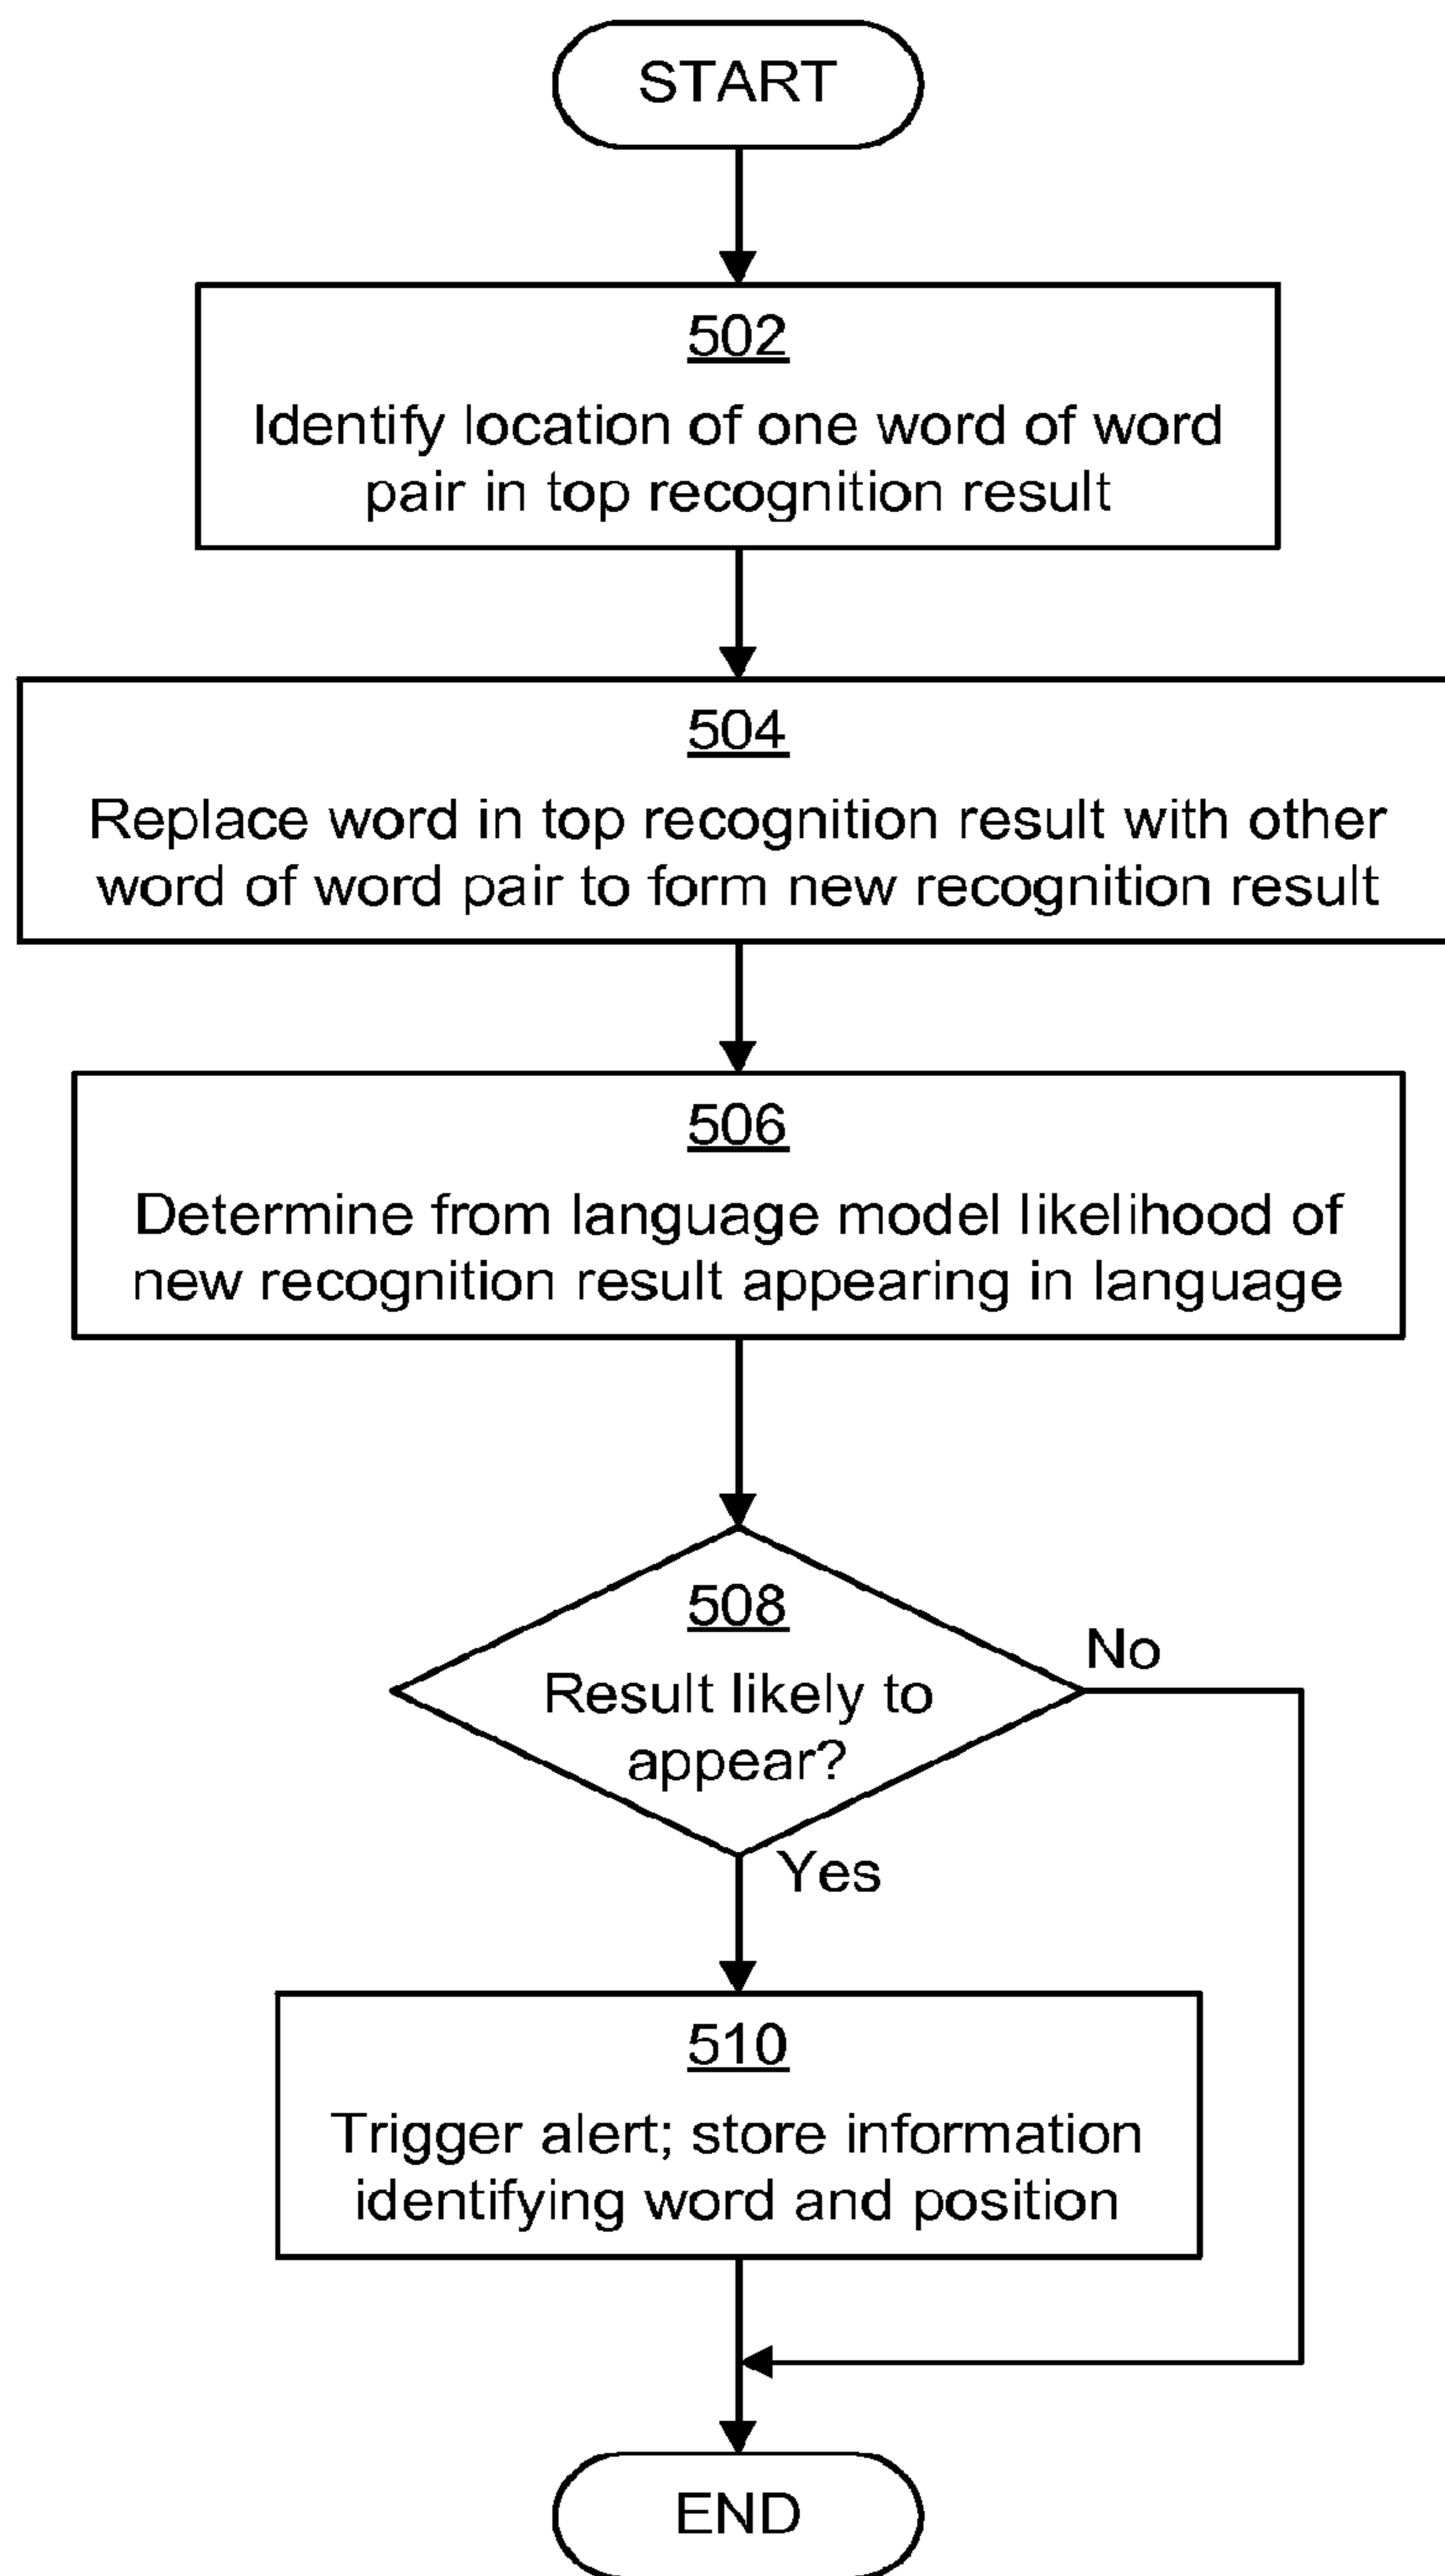 START
502
Identify location of one word of word
pair in top recognition result
504
Replace word in top recognition result with other
word of word pair to form new recognition result
506
Determine from language model likelihood of
new recognition result appearing in language
508
Result likely to
appear?
No
Yes
510
Trigger alert; store information
identifying word and position
END